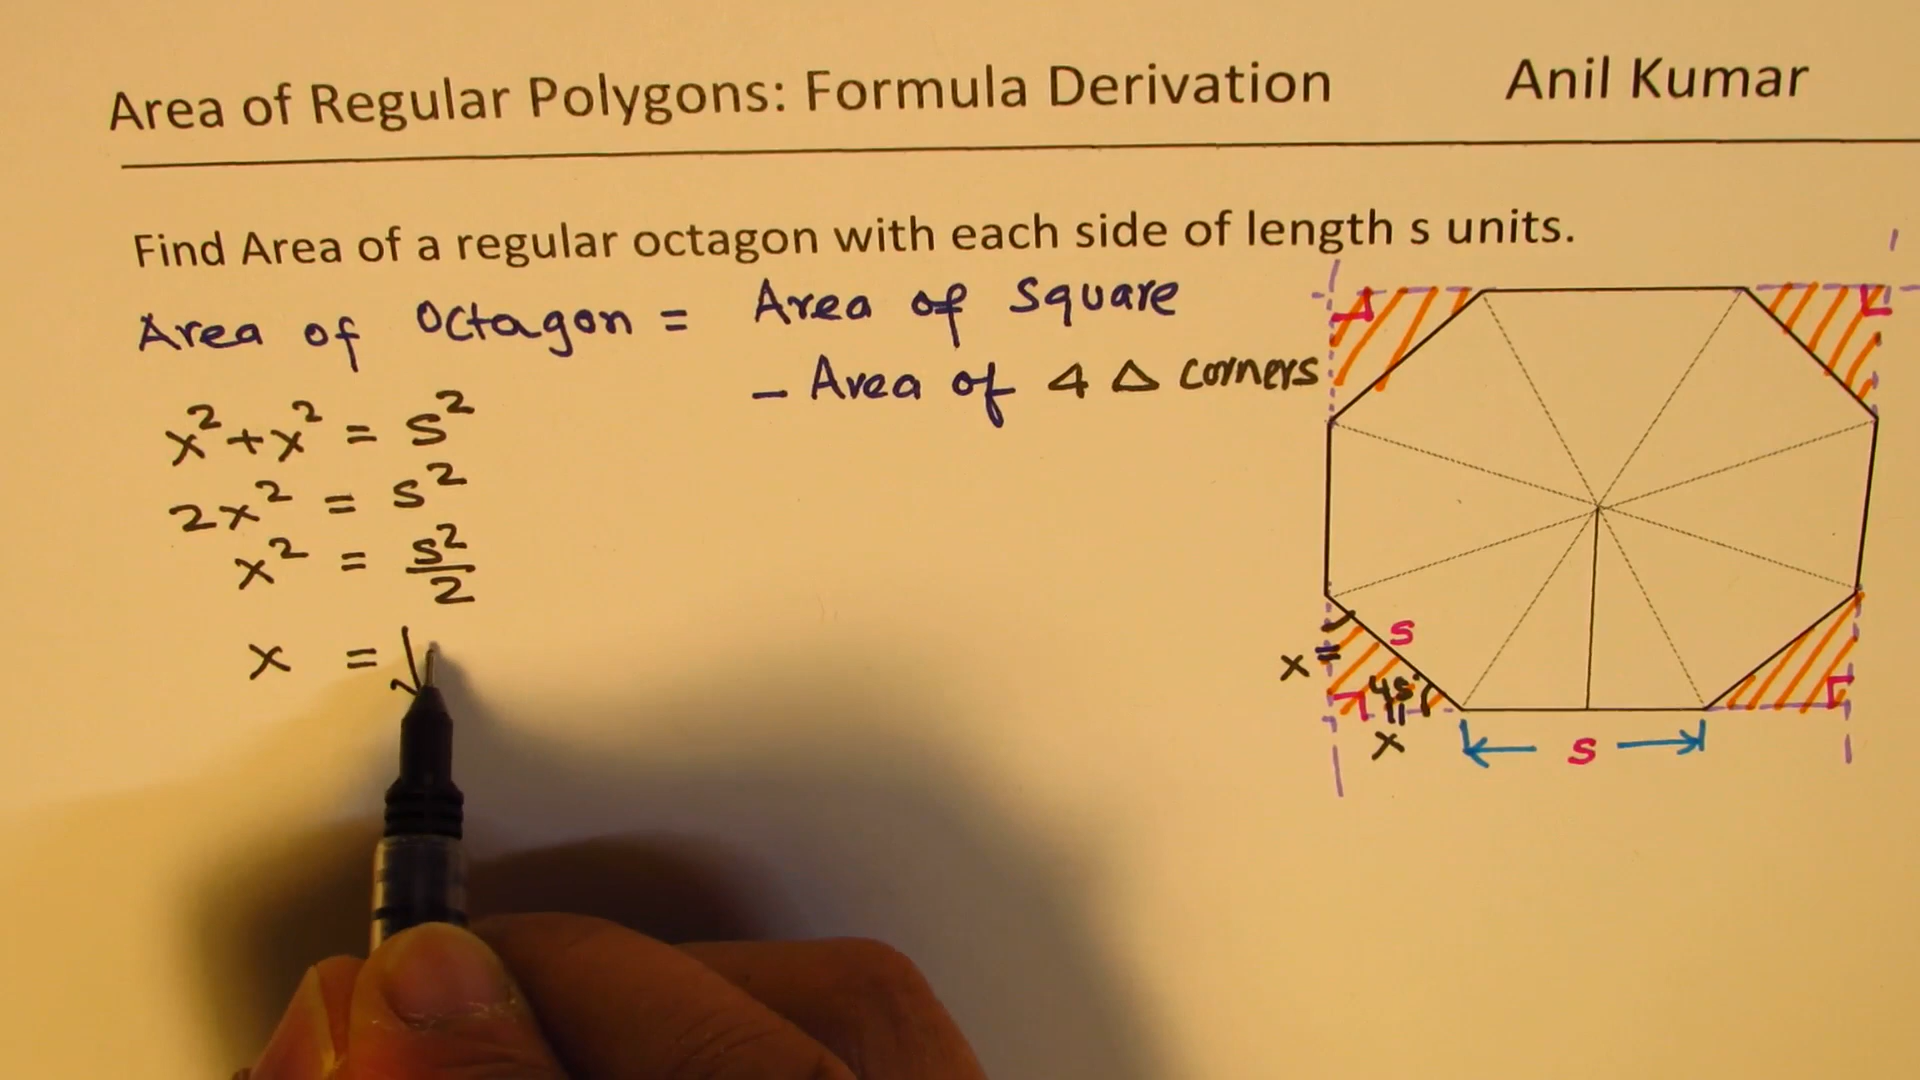 Area of Regular Polygons: Formula Derivation Anil Kumar
Find Area of a regular octagon with each side of length s units.
Area of Octagon = Area of Square
- Area of 4 △ corners
x² + x² = s²
2x² = s²
x² = s²/2
x = √
s
x
45°
x
s